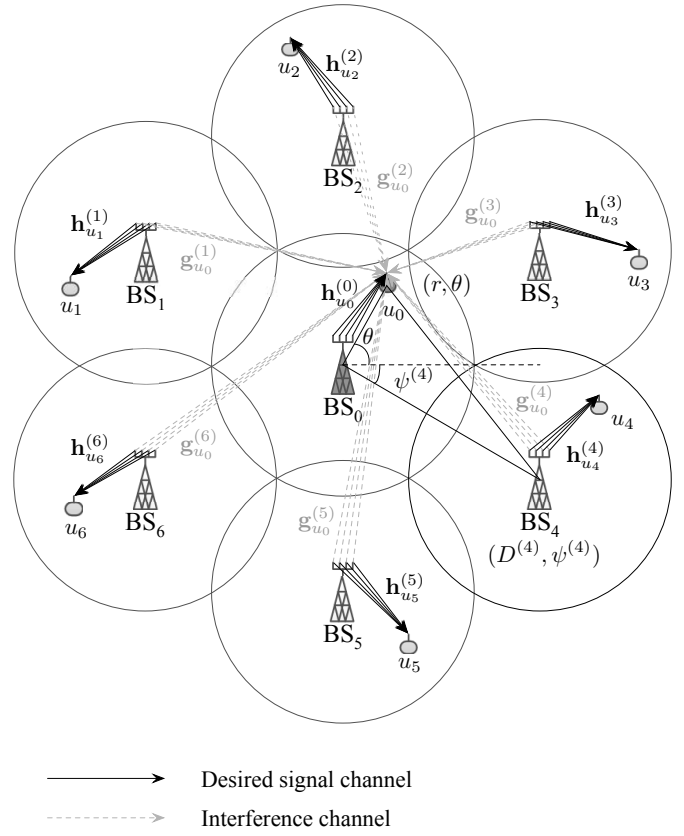 u_2
h_{u_2}^{(2)}
BS_2
g_{u_0}^{(2)}
g_{u_0}^{(3)}
h_{u_3}^{(3)}
h_{u_1}^{(1)}
g_{u_0}^{(1)}
u_1
BS_1
BS_3
u_3
h_{u_0}^{(0)}
(r, θ)
u_0
θ
ψ^{(4)}
BS_0
g_{u_0}^{(4)}
u_4
h_{u_6}^{(6)}
g_{u_0}^{(6)}
h_{u_4}^{(4)}
u_6
BS_6
g_{u_0}^{(5)}
BS_4
(D^{(4)}, ψ^{(4)})
h_{u_5}^{(5)}
BS_5
u_5
Desired signal channel
Interference channel